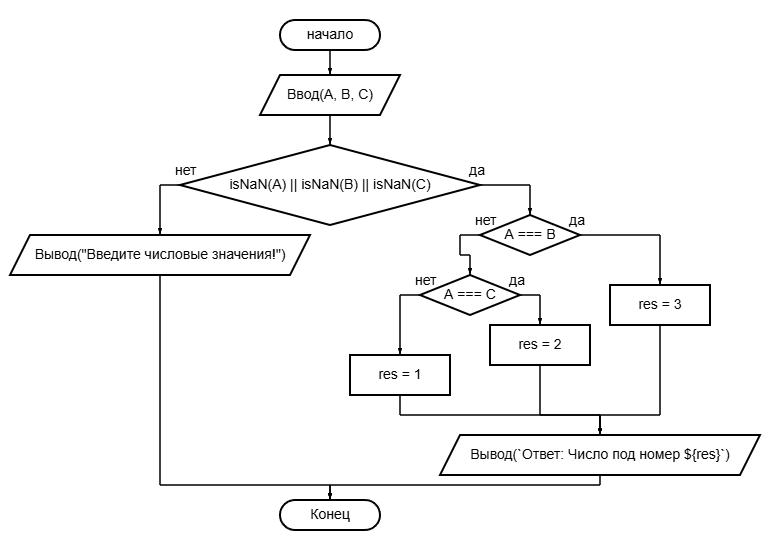 начало
Ввод(A, B, C)
нет
да
isNaN(A) || isNaN(B) || isNaN(C)
нет
да
A === B
Вывод("Введите числовые значения!")
нет
да
A === C
res = 3
res = 2
res = 1
Вывод(`Ответ: Число под номер ${res}`)
Конец